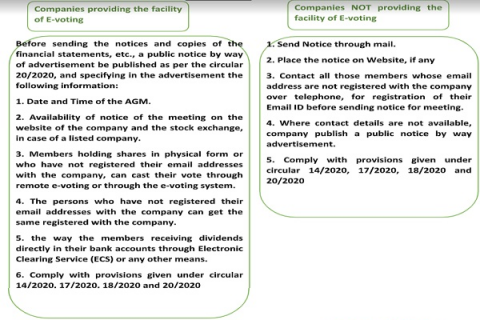 Companies providing the facility
of E-voting
Before sending the notices and copies of the
financial statements, etc., a public notice by way
of advertisement be published as per the circular
20/2020, and specifying in the advertisement the
following information:
1. Date and Time of the AGM.
2. Availability of notice of the meeting on the
website of the company and the stock exchange,
in case of a listed company.
3. Members holding shares in physical form or
who have not registered their email addresses
with the company, can cast their vote through
remote e-voting or through the e-voting system.
4. The persons who have not registered their
email addresses with the company can get the
same registered with the company.
5. the way the members receiving dividends
directly in their bank accounts through Electronic
Clearing Service (ECS) or any other means.
6. Comply with provisions given under circular
14/2020, 17/2020, 18/2020 and 20/2020
Companies NOT providing the
facility of E-voting
1. Send Notice through mail.
2. Place the notice on Website, if any
3. Contact all those members whose email
address are not registered with the company
over telephone, for registration of their
Email ID before sending notice for meeting.
4. Where contact details are not available,
company publish a public notice by way
advertisement.
5. Comply with provisions given under
circular 14/2020, 17/2020, 18/2020 and
20/2020